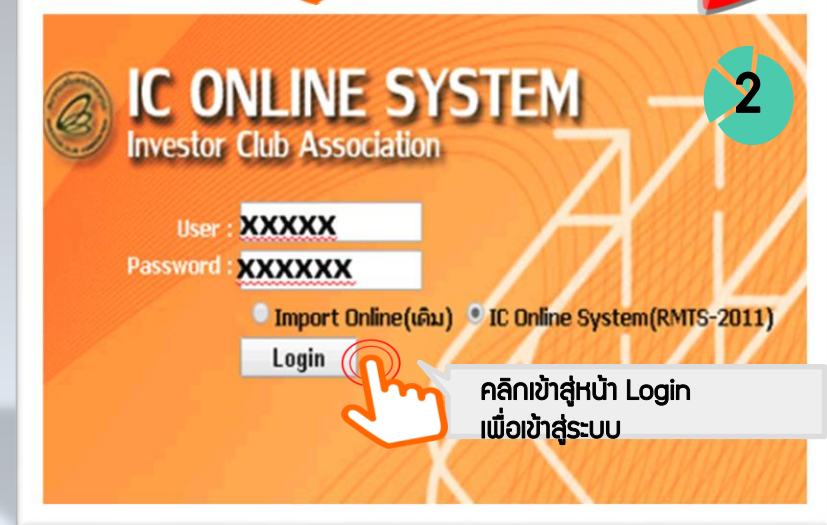 IC ONLINE SYSTEM
Investor Club Association
2
User : XXXXX
Password : XXXXXX
Import Online(เดิม) IC Online System(RMTS-2011)
Login
คลิกเข้าสู่หน้า Login
เพื่อเข้าสู่ระบบ